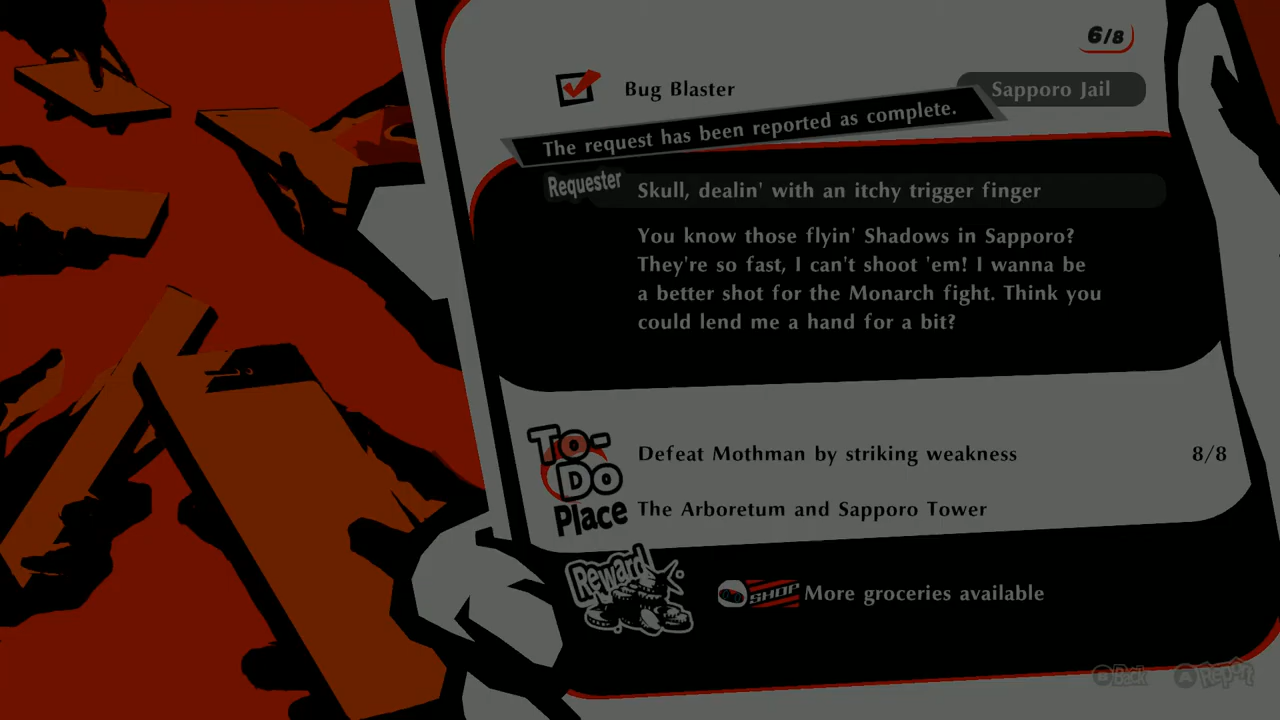 6/8
Bug Blaster
Sapporo Jail
The request has been reported as complete.
Requester
Skull, dealin' with an itchy trigger finger
You know those flyin' Shadows in Sapporo?
They're so fast, I can't shoot 'em! I wanna be
a better shot for the Monarch fight. Think you
could lend me a hand for a bit?
To-Do
Defeat Mothman by striking weakness 8/8
Place
The Arboretum and Sapporo Tower
Reward
SHOP More groceries available
B Back A Report